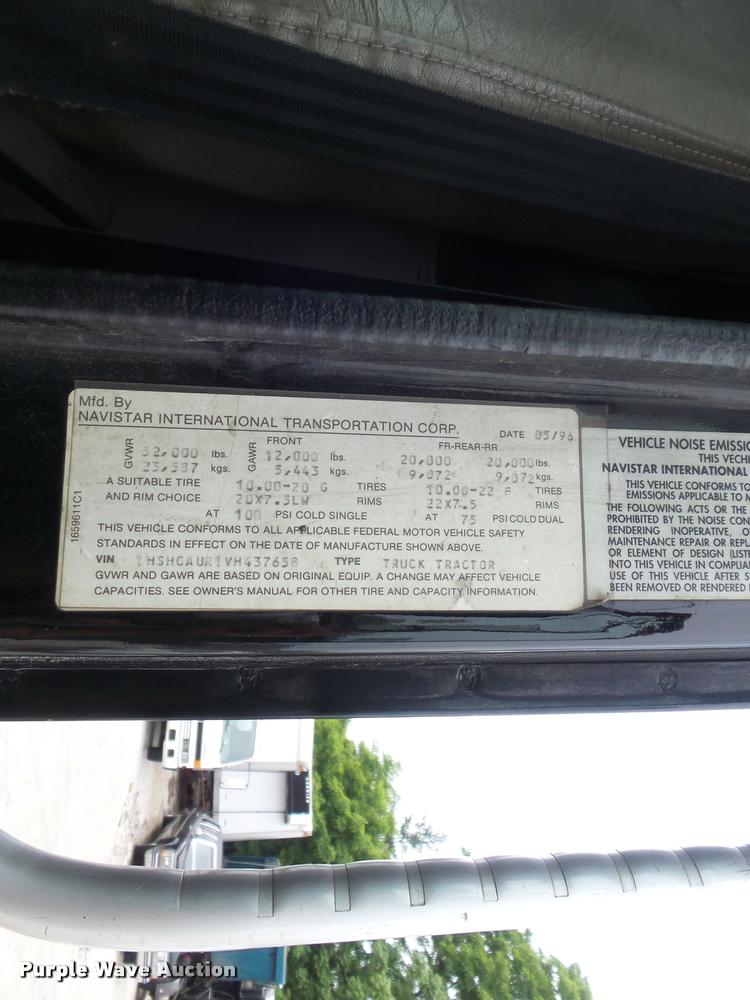 Mfd. By
NAVISTAR INTERNATIONAL TRANSPORTATION CORP. DATE 05/96
FRONT FR-REAR-RR
GVWR 52,000 lbs. GAWR 12,000 lbs. 20,000 20,000 lbs.
23,587 kgs. 5,443 kgs. 9,072 9,072 kgs.
A SUITABLE TIRE 10.00-20 G TIRES 10.00-22 F TIRES
AND RIM CHOICE 20X7.5LW RIMS 22X7.5 RIMS
AT 100 PSI COLD SINGLE AT 75 PSI COLD DUAL
THIS VEHICLE CONFORMS TO ALL APPLICABLE FEDERAL MOTOR VEHICLE SAFETY
STANDARDS IN EFFECT ON THE DATE OF MANUFACTURE SHOWN ABOVE.
VIN 1HSHCAUR1VH437658 TYPE TRUCK TRACTOR
GVWR AND GAWR ARE BASED ON ORIGINAL EQUIP. A CHANGE MAY AFFECT VEHICLE
CAPACITIES. SEE OWNER'S MANUAL FOR OTHER TIRE AND CAPACITY INFORMATION.
1659611C1
VEHICLE NOISE EMISSIO
THIS VECHI
NAVISTAR INTERNATIONAL
THIS VEHICLE CONFORMS TO
EMISSIONS APPLICABLE TO M
THE FOLLOWING ACTS OR THE
PROHIBITED BY THE NOISE CON
RENDERING INOPERATIVE, O
MAINTENANCE REPAIR OR REPL
OR ELEMENT OF DESIGN (LISTE
INTO THIS VEHICLE IN COMPLIA
USE OF THIS VEHICLE AFTER S
BEEN REMOVED OR RENDERED I
Purple Wave Auction